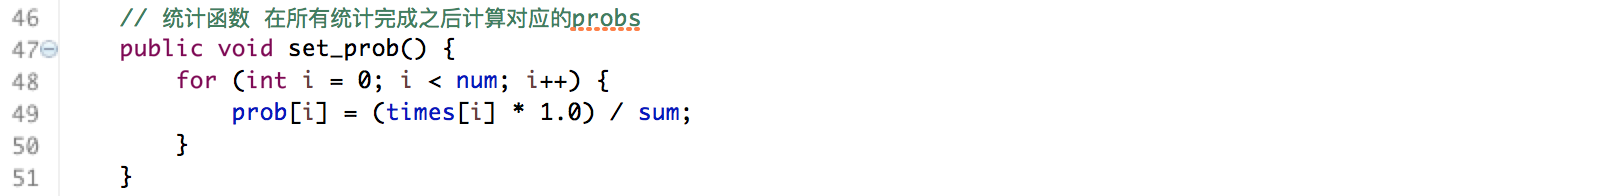 46 // 统计函数 在所有统计完成之后计算对应的probs
47 public void set_prob() {
48 for (int i = 0; i < num; i++) {
49 prob[i] = (times[i] * 1.0) / sum;
50 }
51 }